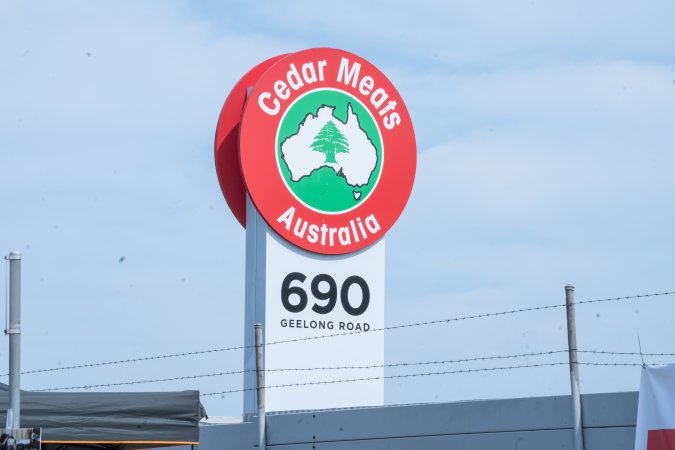 Cedar Meats
Australia
690
GEELONG ROAD